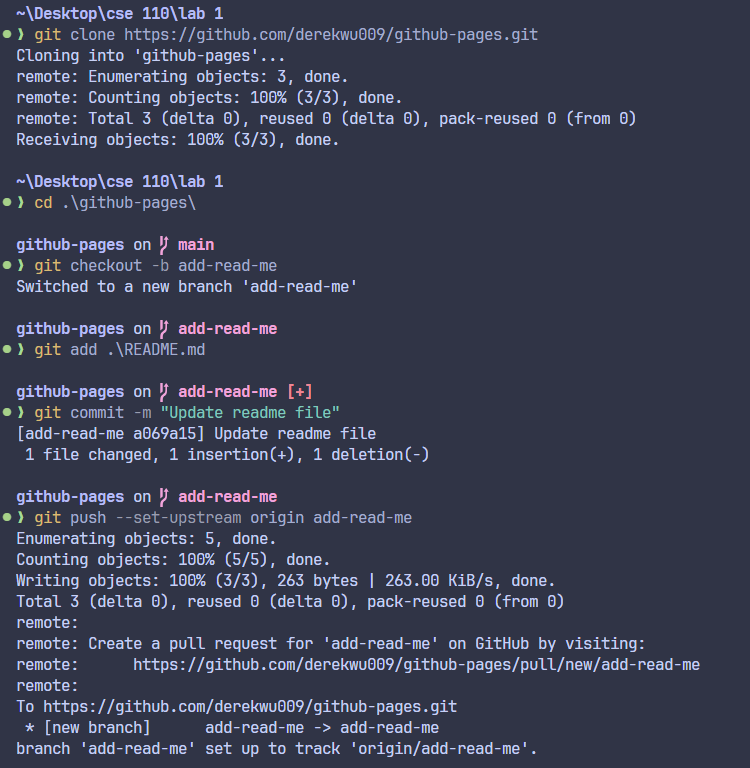 ~\Desktop\cse 110\lab 1
❯ git clone https://github.com/derekwu009/github-pages.git
Cloning into 'github-pages'...
remote: Enumerating objects: 3, done.
remote: Counting objects: 100% (3/3), done.
remote: Total 3 (delta 0), reused 0 (delta 0), pack-reused 0 (from 0)
Receiving objects: 100% (3/3), done.
~\Desktop\cse 110\lab 1
❯ cd .\github-pages\
github-pages on main
❯ git checkout -b add-read-me
Switched to a new branch 'add-read-me'
github-pages on add-read-me
❯ git add .\README.md
github-pages on add-read-me [+]
❯ git commit -m "Update readme file"
[add-read-me a069a15] Update readme file
1 file changed, 1 insertion(+), 1 deletion(-)
github-pages on add-read-me
❯ git push --set-upstream origin add-read-me
Enumerating objects: 5, done.
Counting objects: 100% (5/5), done.
Writing objects: 100% (3/3), 263 bytes | 263.00 KiB/s, done.
Total 3 (delta 0), reused 0 (delta 0), pack-reused 0 (from 0)
remote:
remote: Create a pull request for 'add-read-me' on GitHub by visiting:
remote:      https://github.com/derekwu009/github-pages/pull/new/add-read-me
remote:
To https://github.com/derekwu009/github-pages.git
* [new branch]      add-read-me -> add-read-me
branch 'add-read-me' set up to track 'origin/add-read-me'.